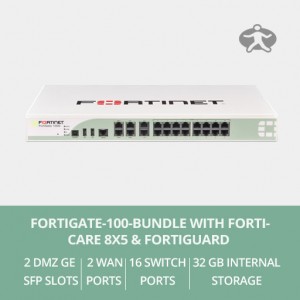 FORTINET
FORTINET
FORTIGATE-100-BUNDLE WITH FORTI-
CARE 8X5 & FORTIGUARD
2 DMZ GE 2 WAN 16 SWITCH 32 GB INTERNAL
SFP SLOTS PORTS PORTS STORAGE